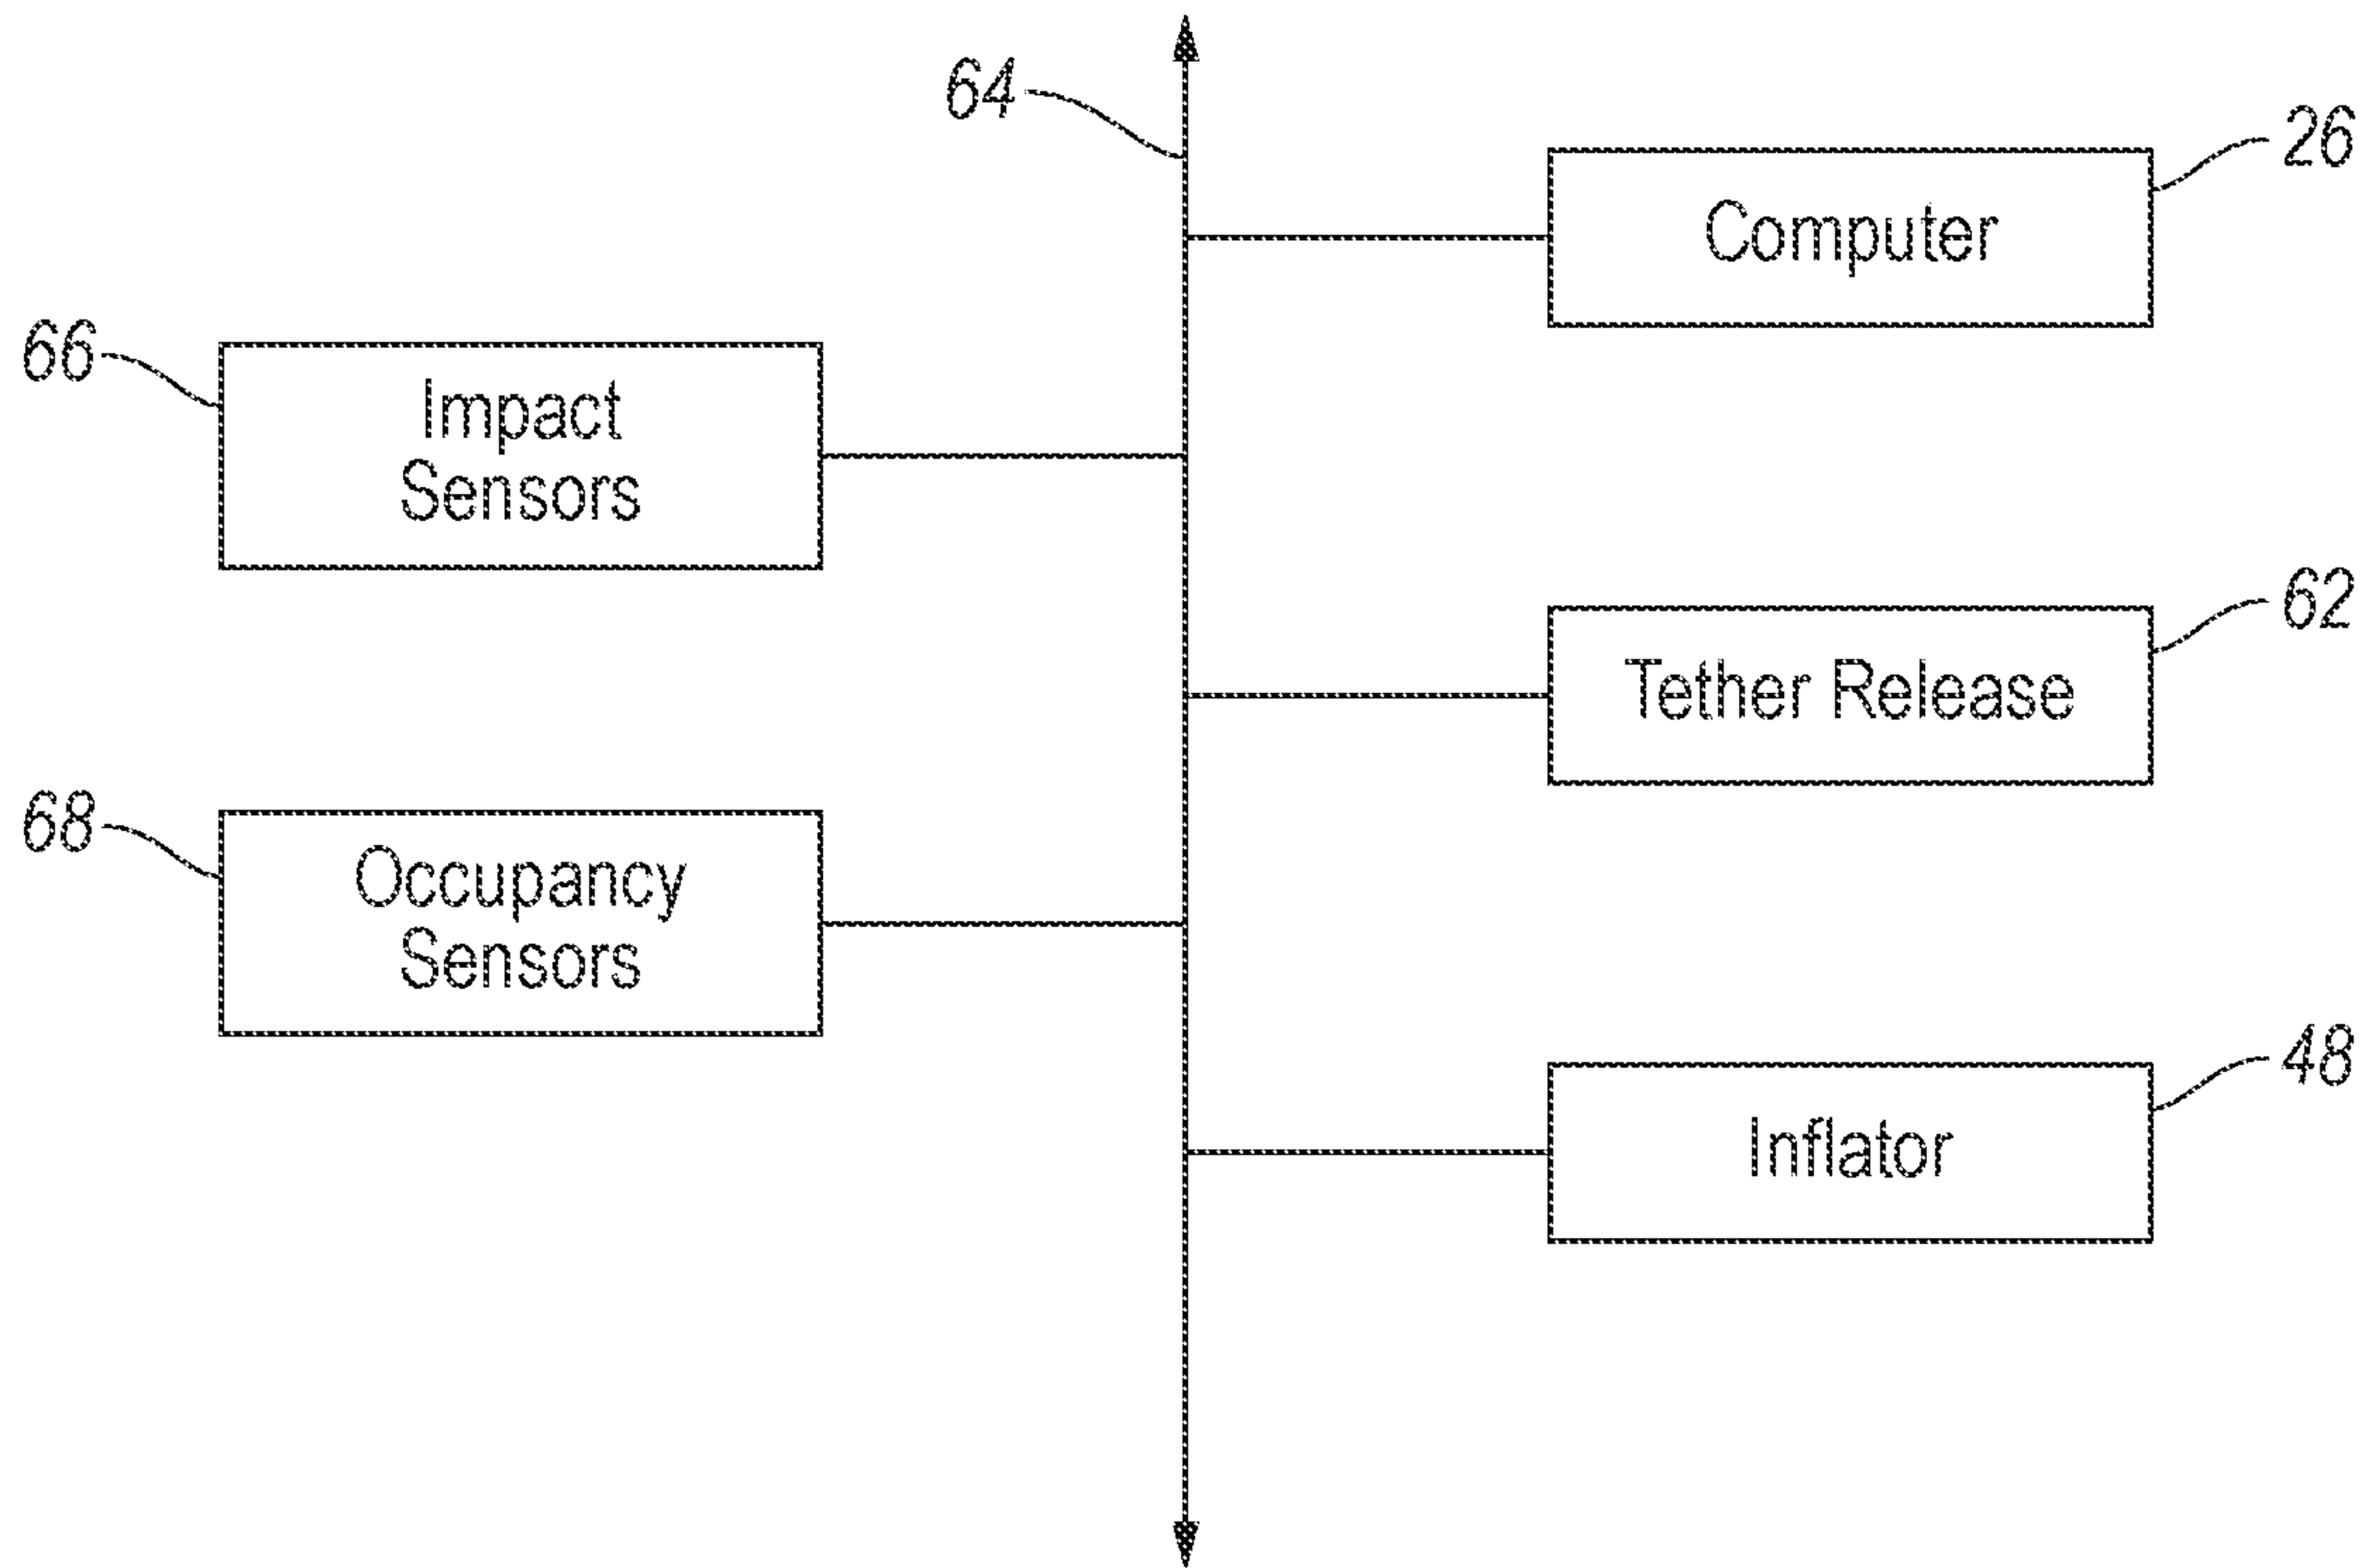 64
26
Computer
66
Impact
Sensors
62
Tether Release
68
Occupancy
Sensors
48
Inflator